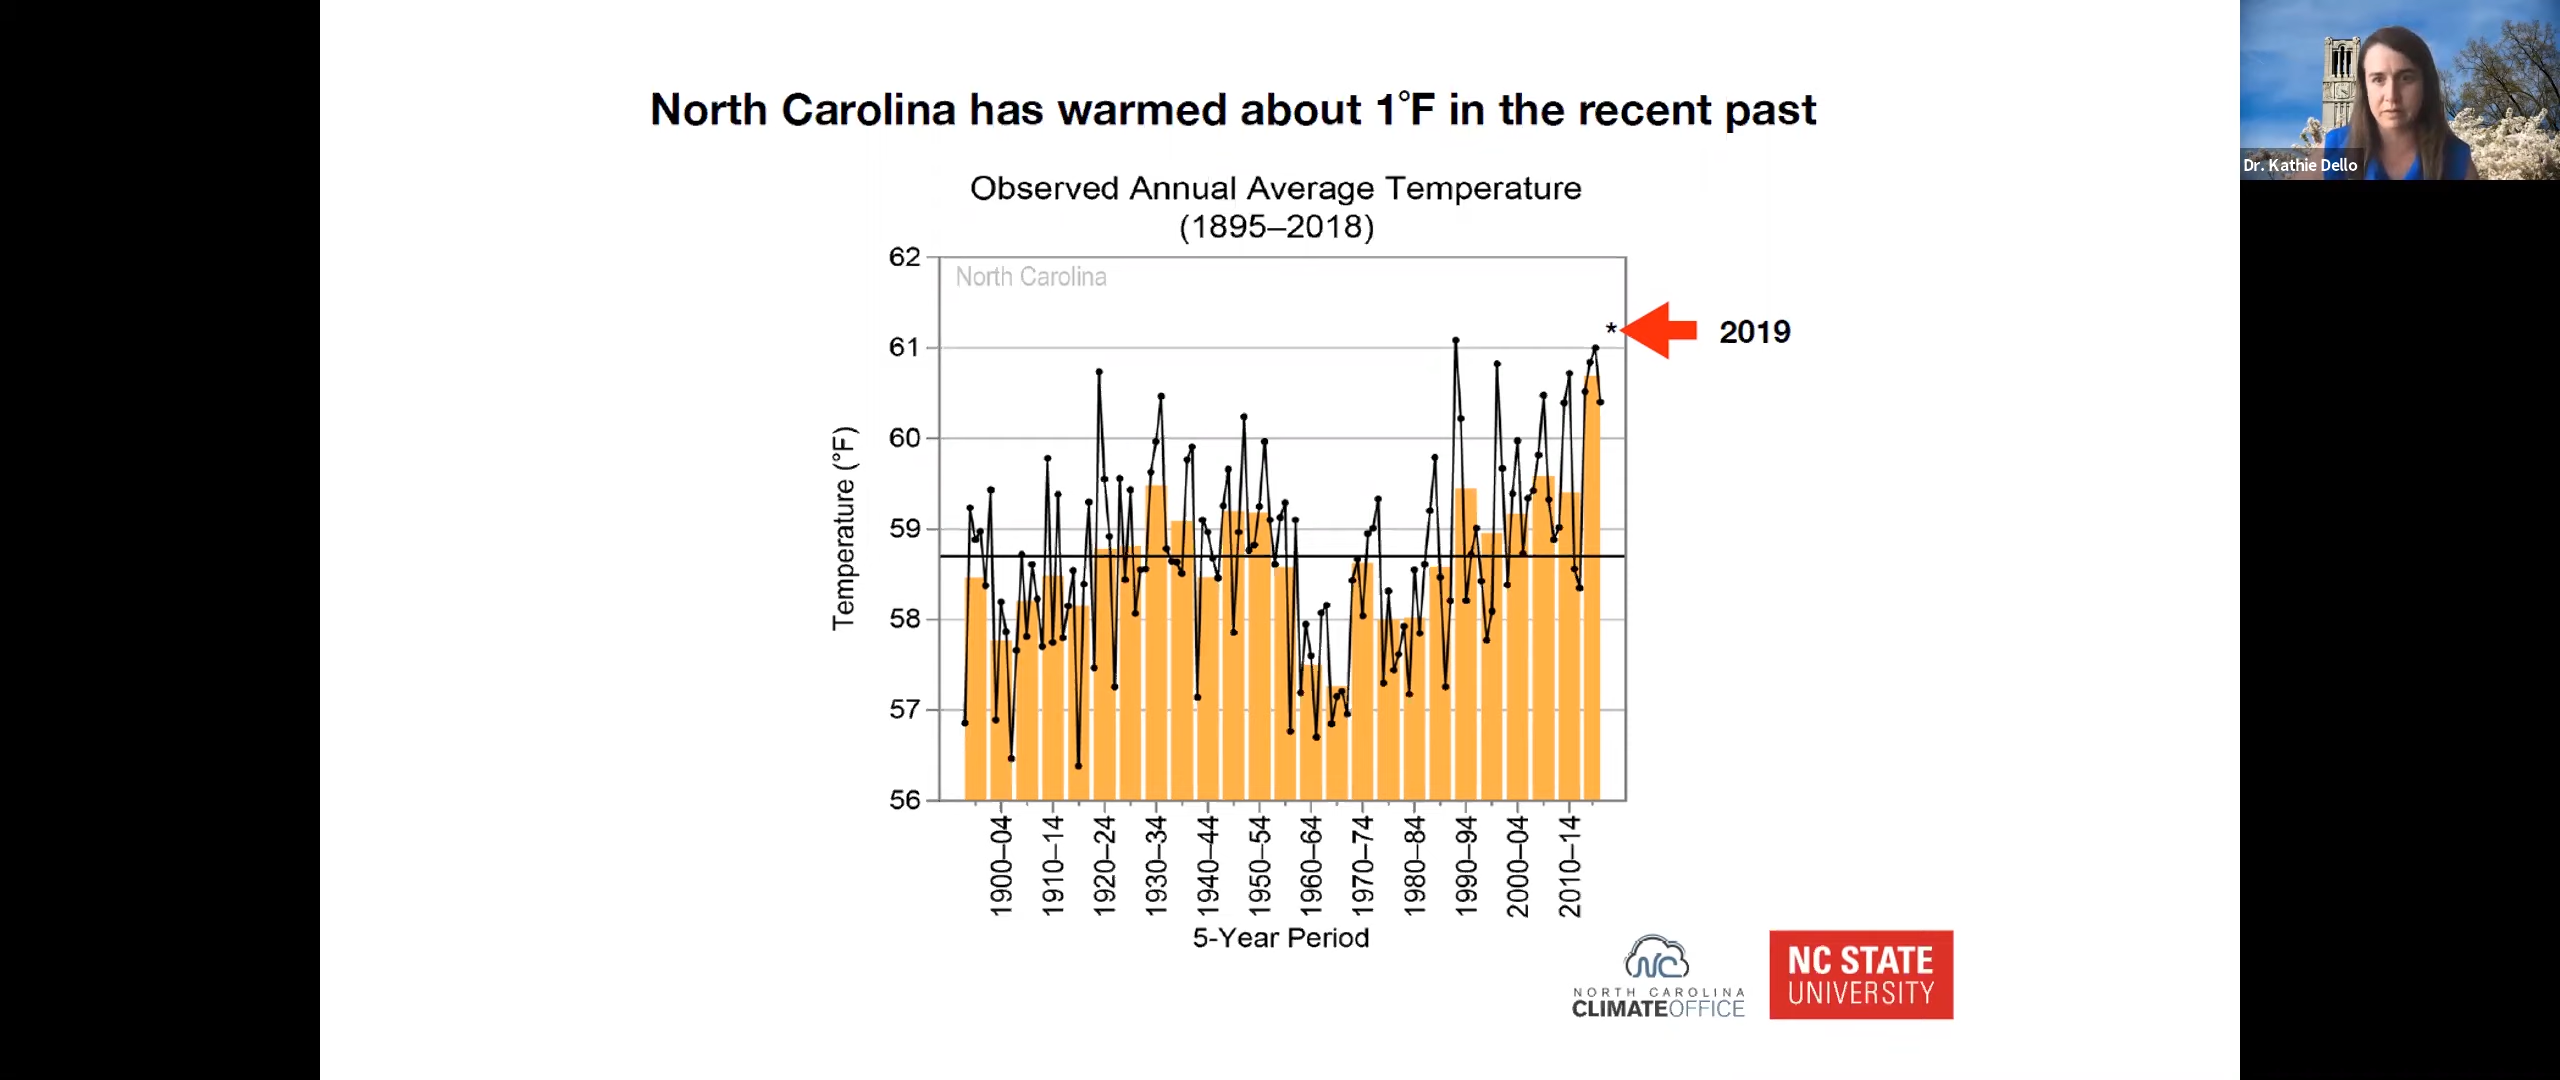 North Carolina has warmed about 1°F in the recent past
Dr. Kathie Dello
Observed Annual Average Temperature
(1895–2018)
North Carolina
62
61
60
59
58
57
56
Temperature (°F)
*
2019
1900–04
1910–14
1920–24
1930–34
1940–44
1950–54
1960–64
1970–74
1980–84
1990–94
2000–04
2010–14
5-Year Period
NC
NORTH CAROLINA
CLIMATEOFFICE
NC STATE
UNIVERSITY